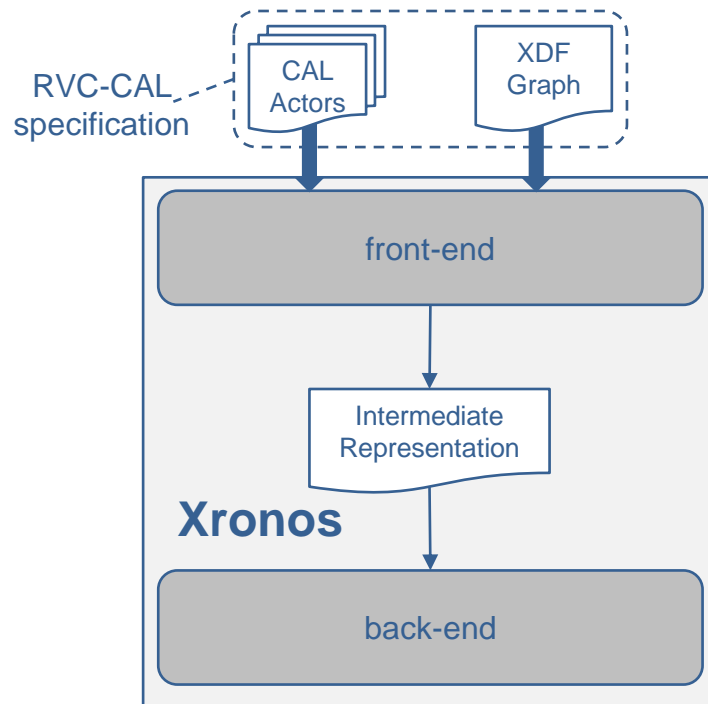 RVC-CAL
specification
CAL
Actors
XDF
Graph
front-end
Intermediate
Representation
Xronos
back-end